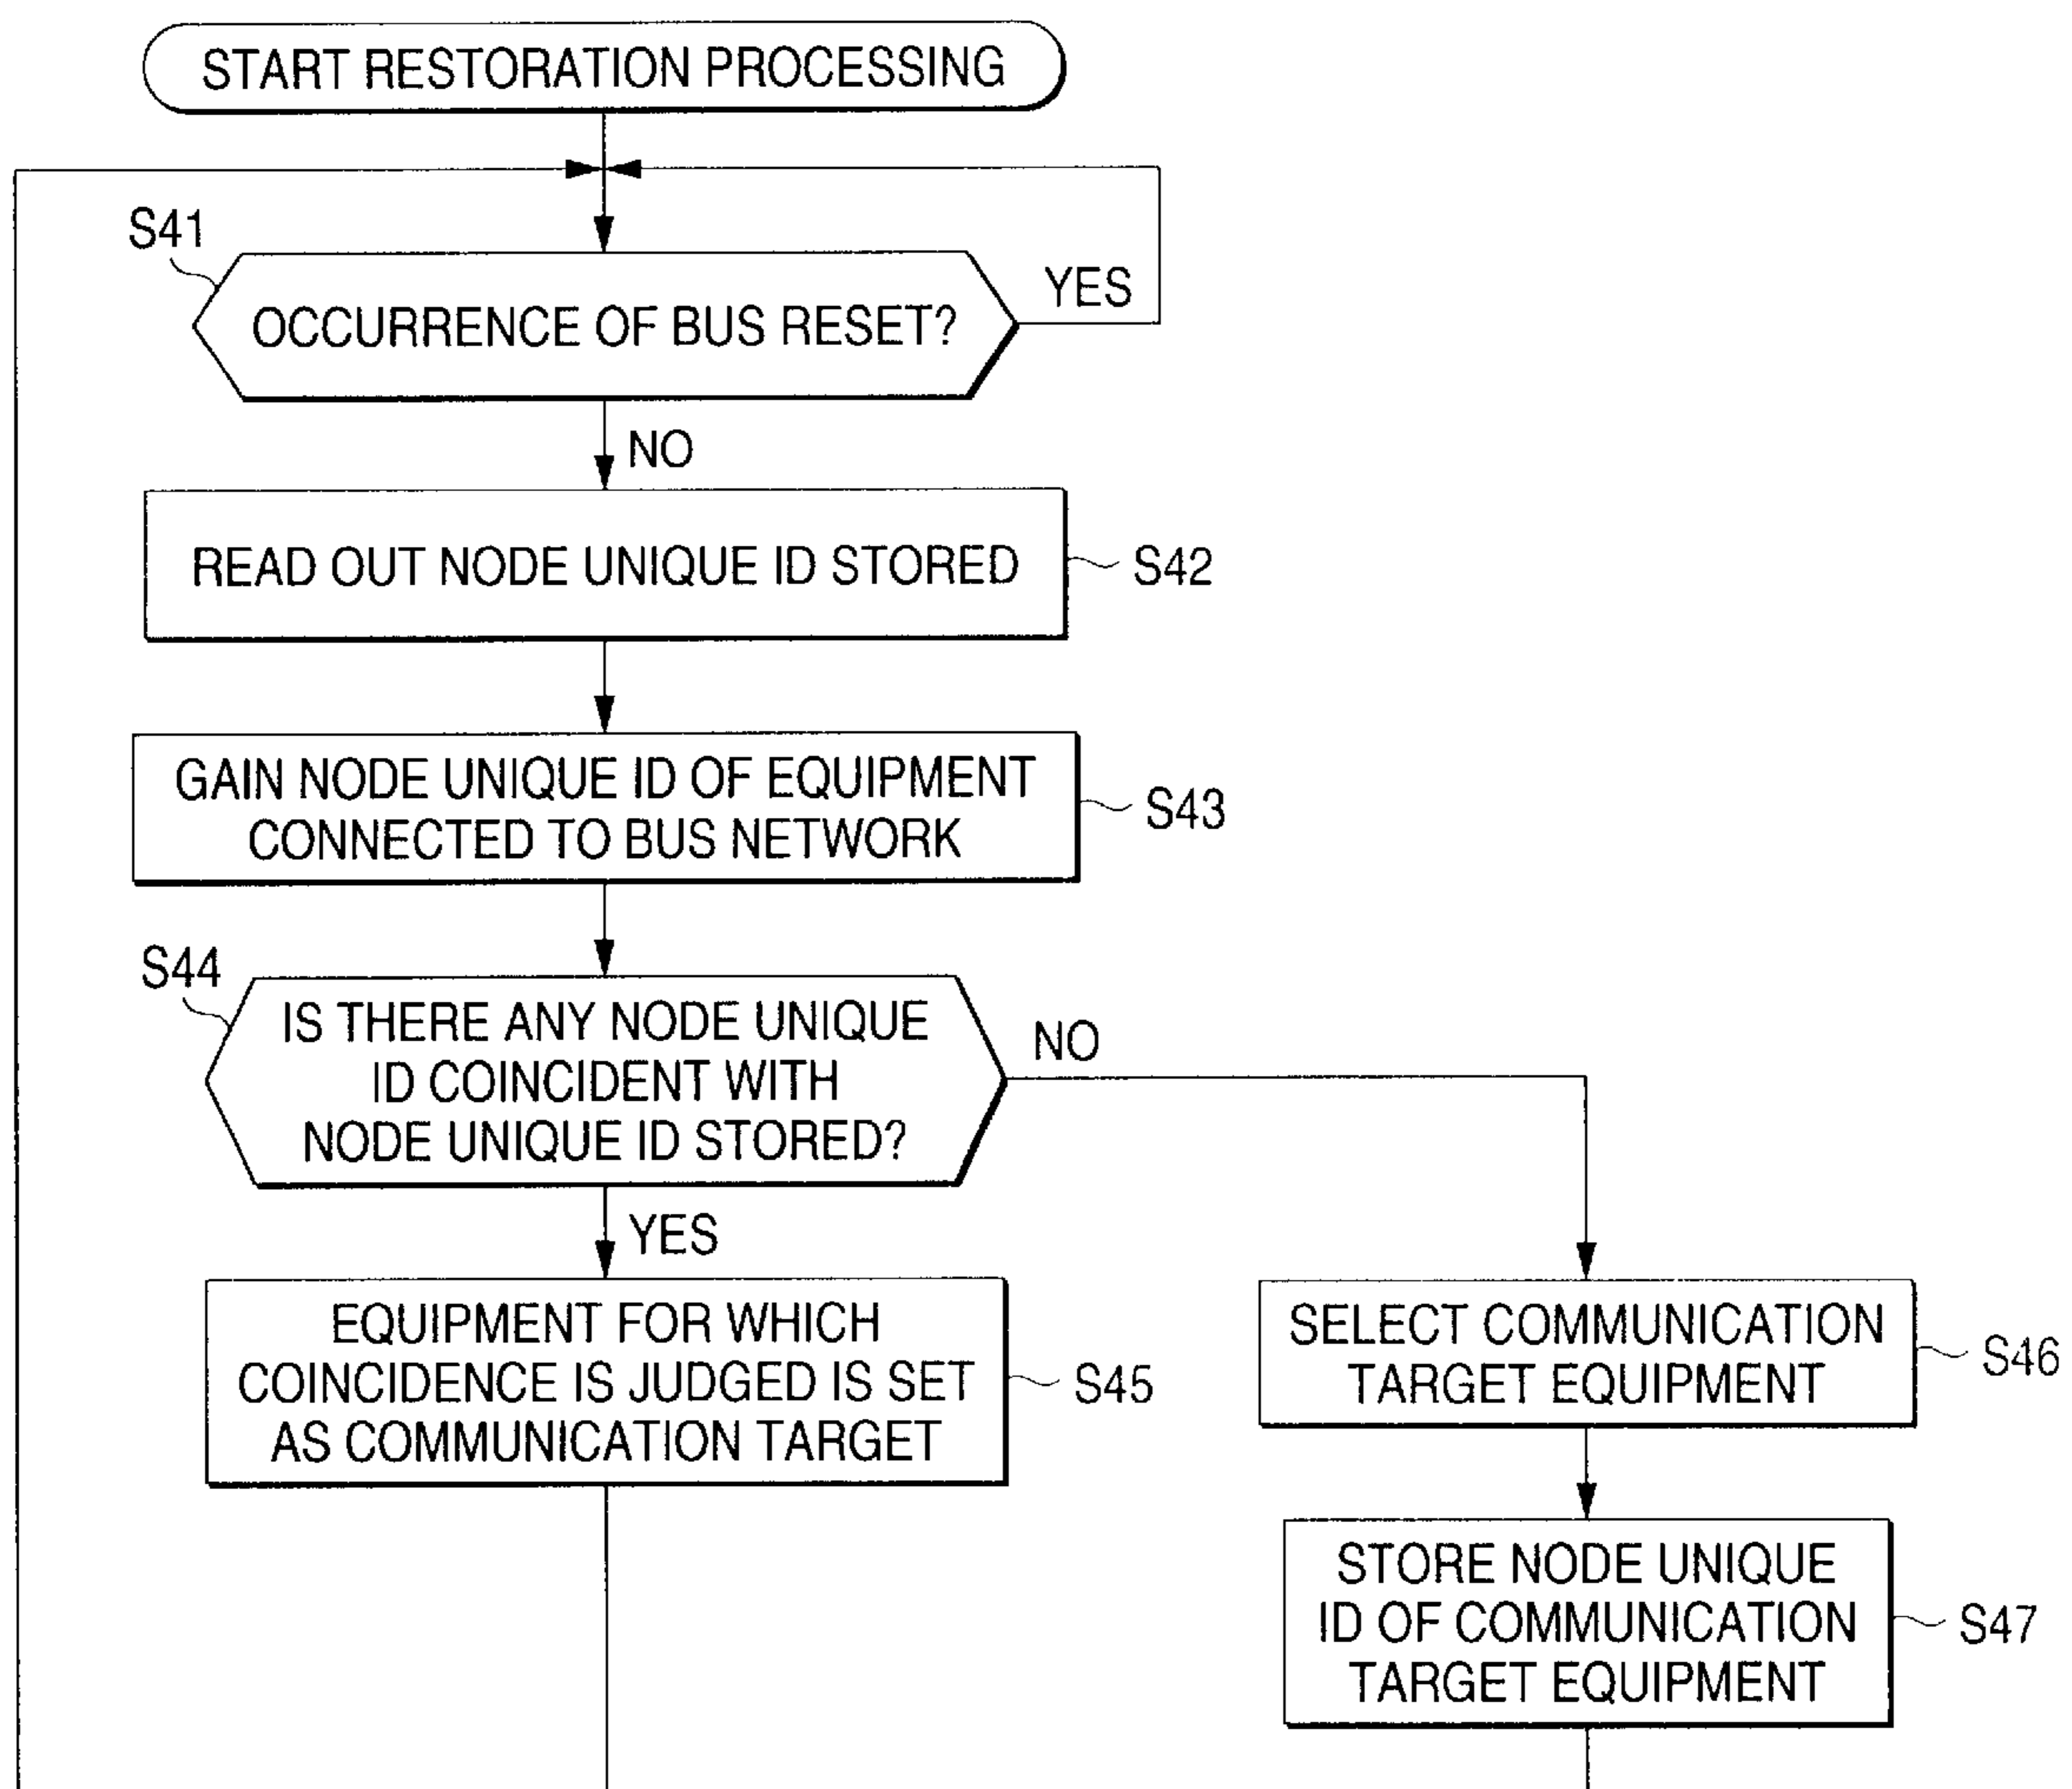 START RESTORATION PROCESSING
S41
OCCURRENCE OF BUS RESET?
YES
NO
READ OUT NODE UNIQUE ID STORED
S42
GAIN NODE UNIQUE ID OF EQUIPMENT
CONNECTED TO BUS NETWORK
S43
S44
IS THERE ANY NODE UNIQUE
ID COINCIDENT WITH
NODE UNIQUE ID STORED?
NO
YES
EQUIPMENT FOR WHICH
COINCIDENCE IS JUDGED IS SET
AS COMMUNICATION TARGET
S45
SELECT COMMUNICATION
TARGET EQUIPMENT
S46
STORE NODE UNIQUE
ID OF COMMUNICATION
TARGET EQUIPMENT
S47